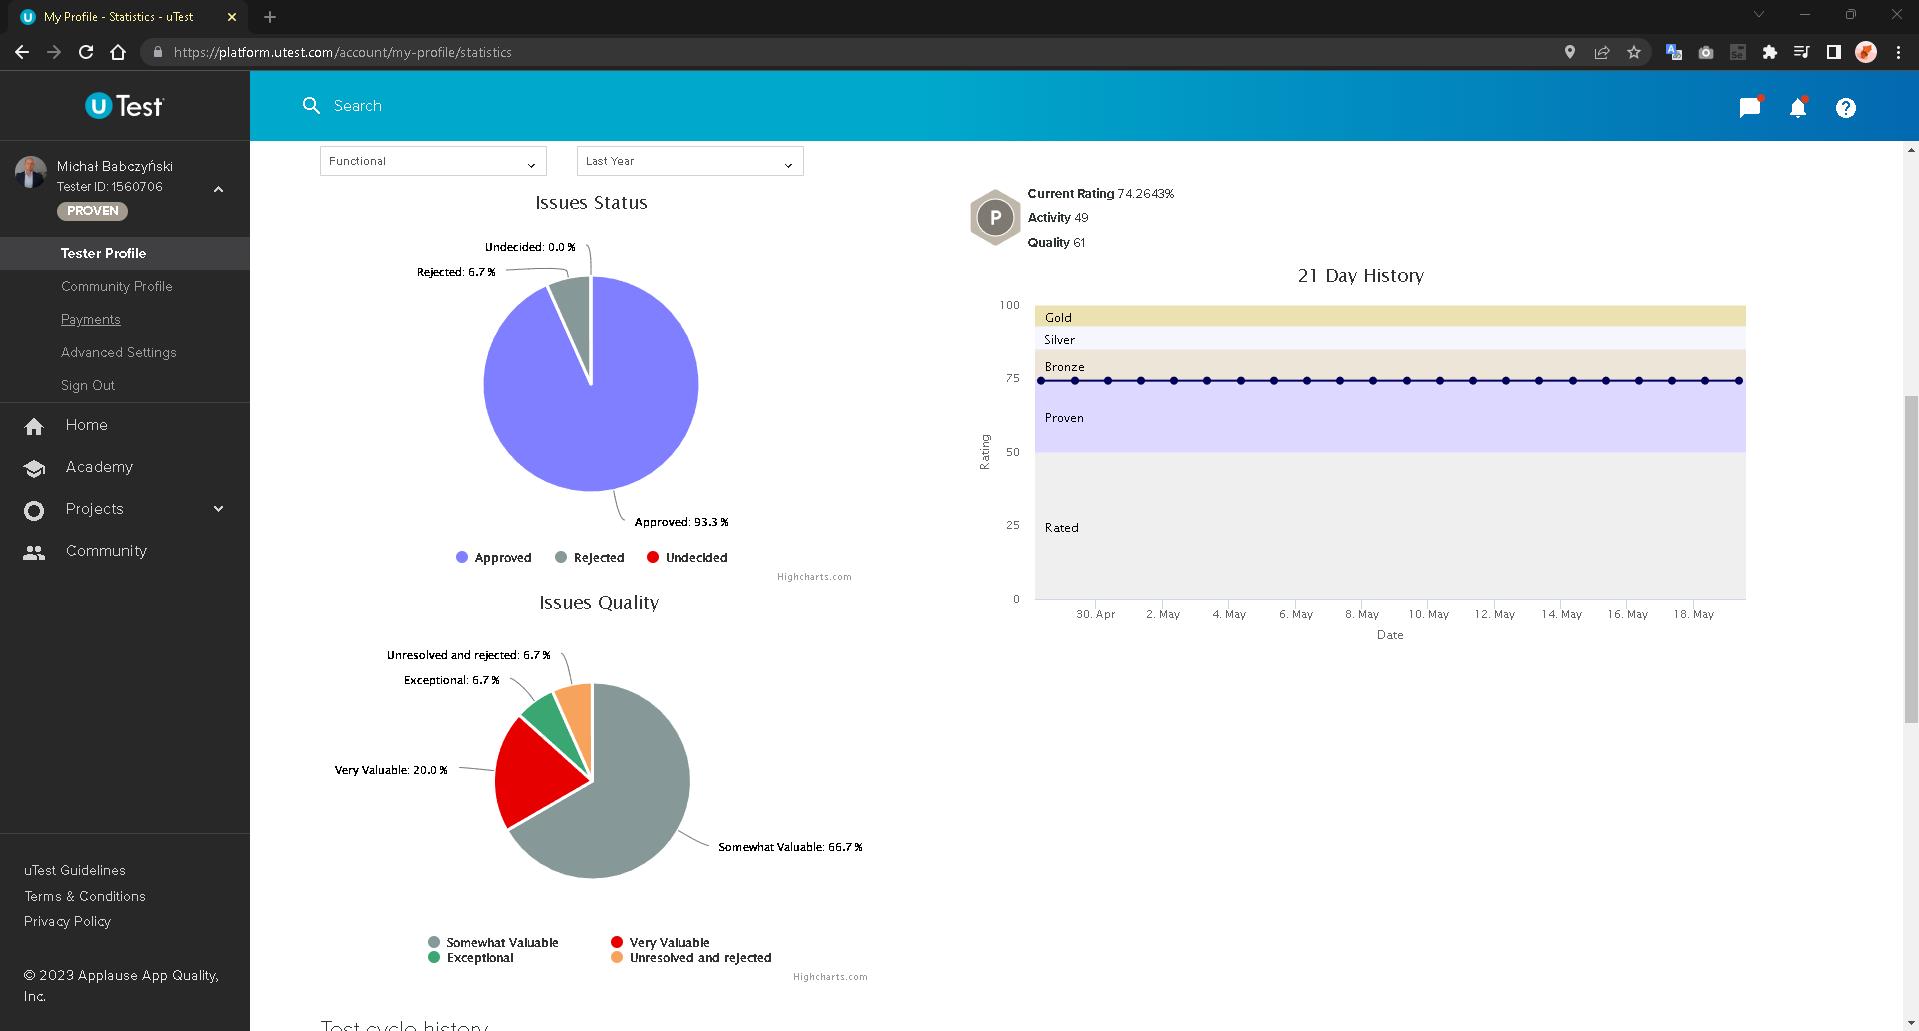 My Profile - Statistics - uTest
https://platform.utest.com/account/my-profile/statistics
u Test
Search
Michał Babczyński
Tester ID: 1560706
PROVEN
Tester Profile
Community Profile
Payments
Advanced Settings
Sign Out
Home
Academy
Projects
Community
uTest Guidelines
Terms & Conditions
Privacy Policy
© 2023 Applause App Quality,
Inc.
Functional
Last Year
Issues Status
Undecided: 0.0 %
Rejected: 6.7 %
Approved: 93.3 %
Approved
Rejected
Undecided
Highcharts.com
Issues Quality
Unresolved and rejected: 6.7 %
Exceptional: 6.7 %
Very Valuable: 20.0 %
Somewhat Valuable: 66.7 %
Somewhat Valuable
Very Valuable
Exceptional
Unresolved and rejected
Highcharts.com
Test cycle history
P
Current Rating 74.2643%
Activity 49
Quality 61
21 Day History
100
75
50
25
0
Rating
Gold
Silver
Bronze
Proven
Rated
30. Apr
2. May
4. May
6. May
8. May
10. May
12. May
14. May
16. May
18. May
Date